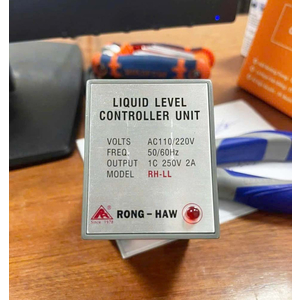 LIQUID LEVEL
CONTROLLER UNIT
VOLTS AC110/220V
FREQ. 50/60Hz
OUTPUT 1C 250V 2A
MODEL RH-LL
RONG-HAW